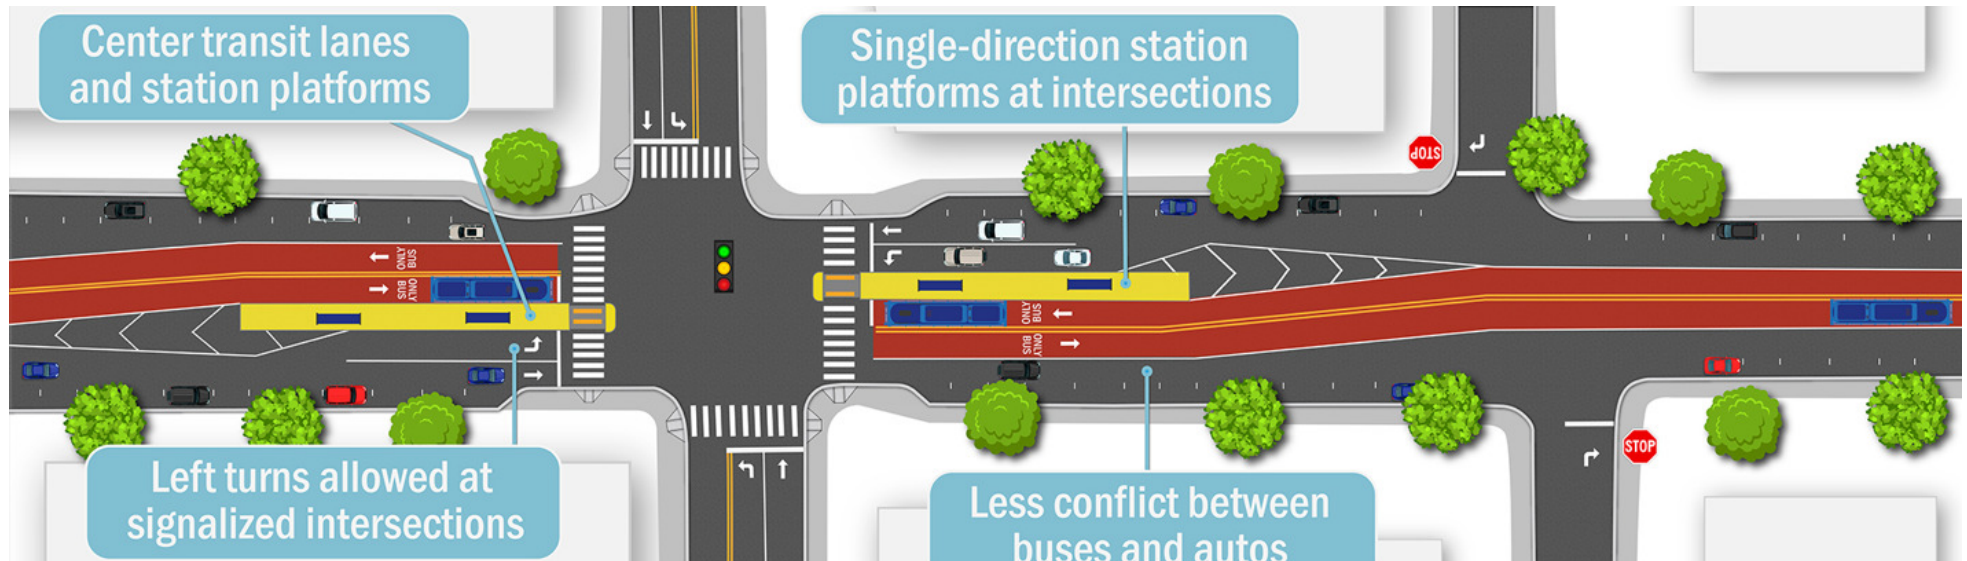 Center transit lanes
and station platforms
Single-direction station
platforms at intersections
STOP
ONLY
BUS
ONLY
BUS
ONLY
BUS
ONLY
BUS
STOP
Left turns allowed at
signalized intersections
Less conflict between
buses and autos